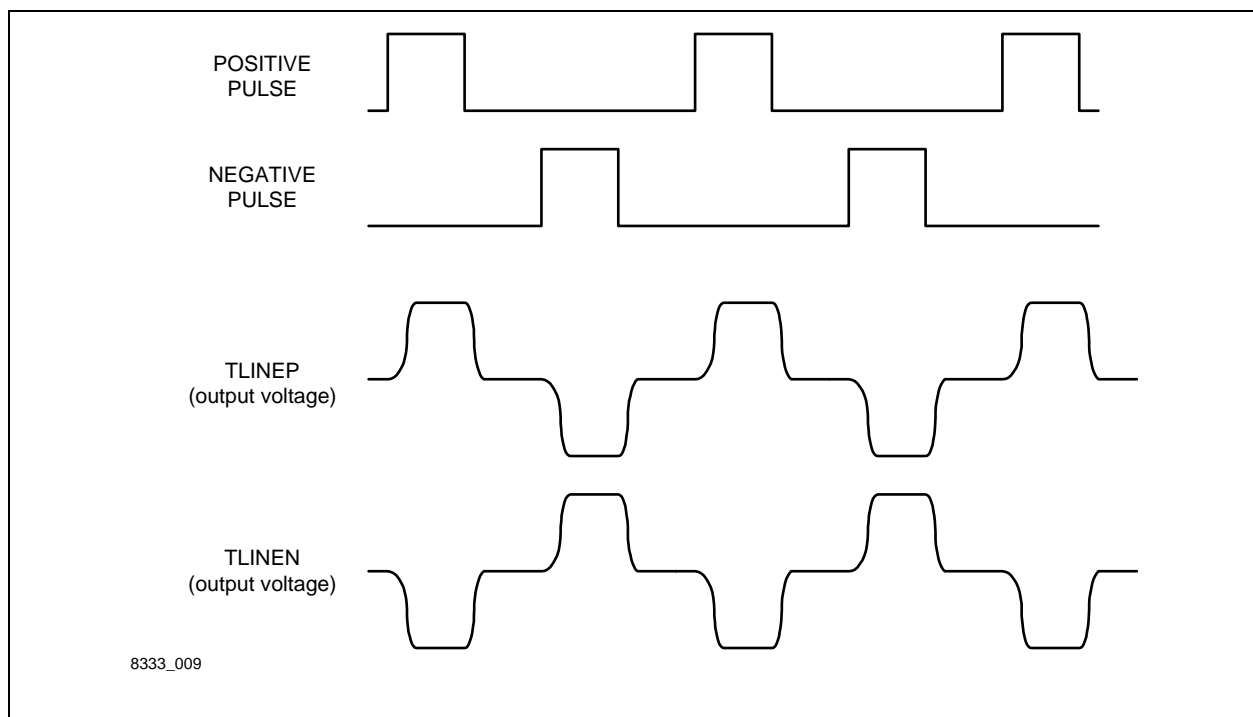 POSITIVE
PULSE
NEGATIVE
PULSE
TLINEP
(output voltage)
TLINEN
(output voltage)
8333_009